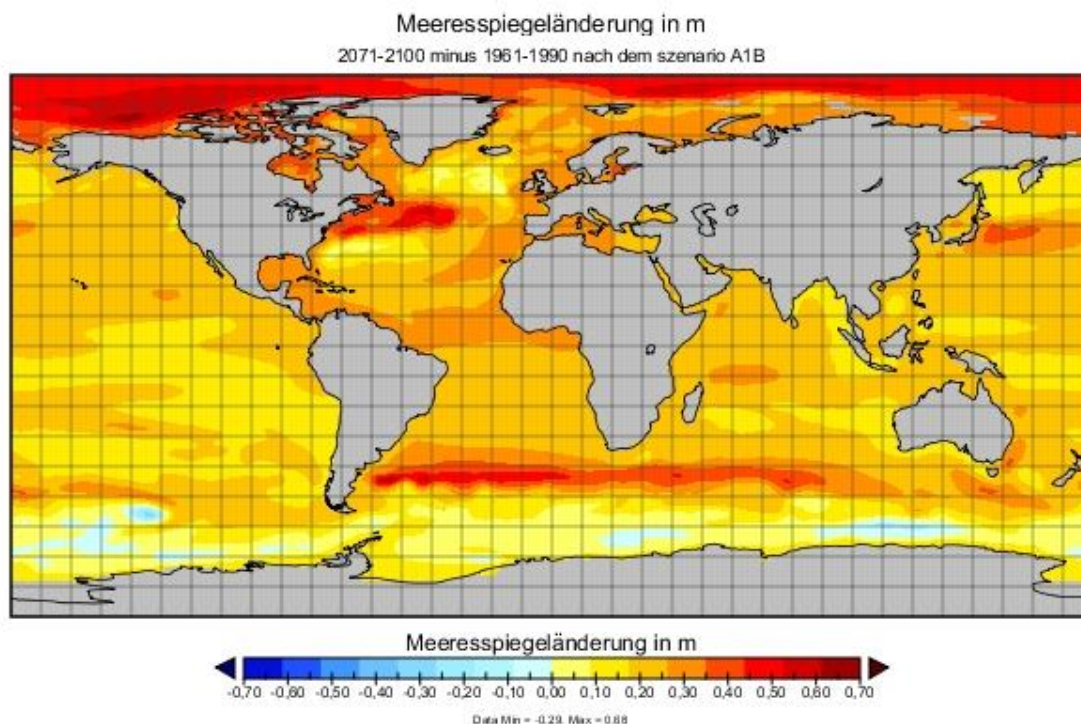 Meeresspiegeländerung in m
2071-2100 minus 1961-1990 nach dem szenario A1B
Meeresspiegeländerung in m
-0,70 -0,60 -0,50 -0,40 -0,30 -0,20 -0,10 0,00 0,10 0,20 0,30 0,40 0,50 0,60 0,70
Data Min = -0.29, Max = 0.68